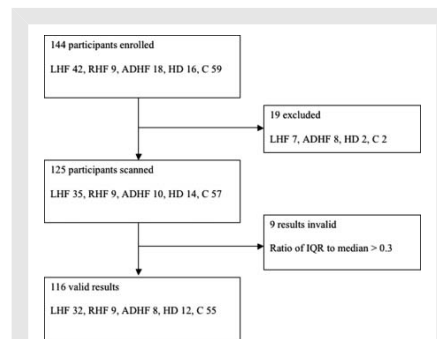 144 participants enrolled
LHF 42, RHF 9, ADHF 18, HD 16, C 59
19 excluded
LHF 7, ADHF 8, HD 2, C 2
125 participants scanned
LHF 35, RHF 9, ADHF 10, HD 14, C 57
9 results invalid
Ratio of IQR to median > 0.3
116 valid results
LHF 32, RHF 9, ADHF 8, HD 12, C 55